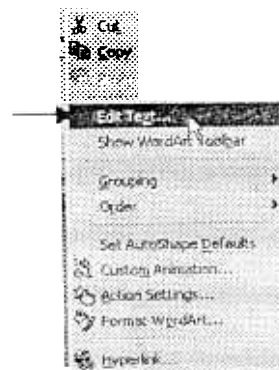 Cut
Copy
Edit Text...
Show WordArt Toolbar
Grouping
Order
Set AutoShape Defaults
Custom Animation...
Action Settings...
Format WordArt...
Hyperlink...